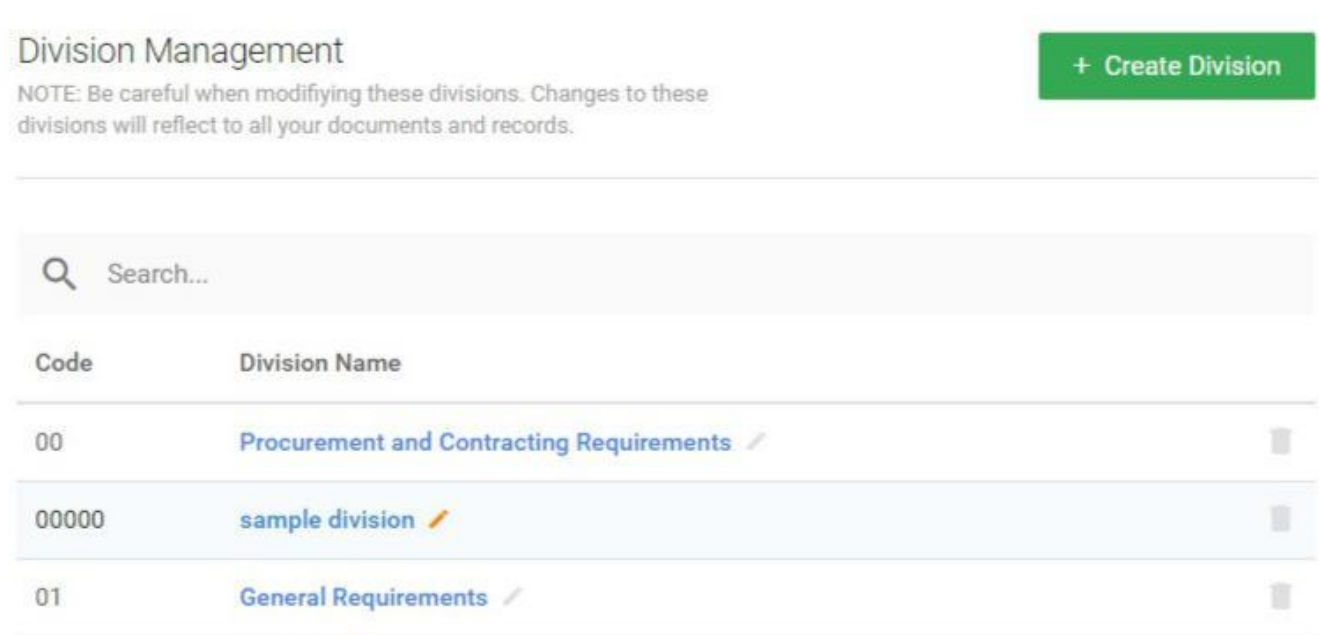 Division Management
+ Create Division
NOTE: Be careful when modifiying these divisions. Changes to these
divisions will reflect to all your documents and records.
Search...
Code Division Name
00 Procurement and Contracting Requirements
00000 sample division
01 General Requirements